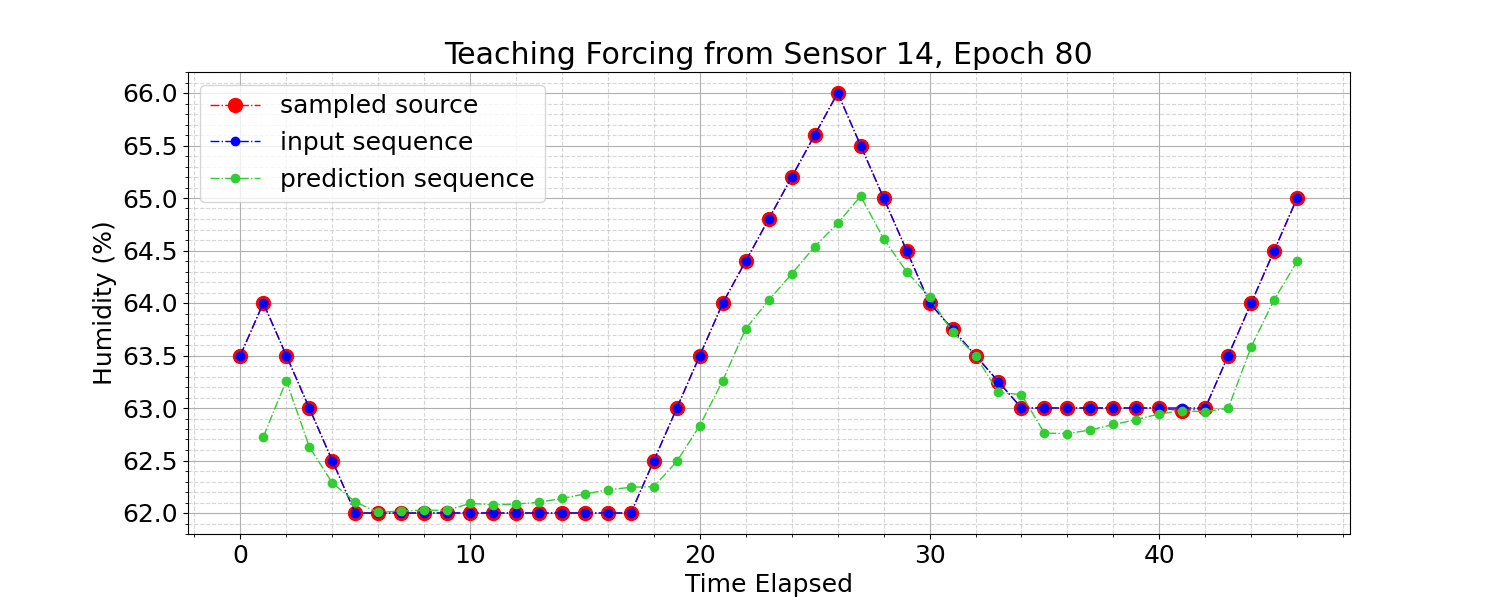 Teaching Forcing from Sensor 14, Epoch 80
sampled source
input sequence
prediction sequence
Humidity (%)
66.0
65.5
65.0
64.5
64.0
63.5
63.0
62.5
62.0
0 10 20 30 40
Time Elapsed